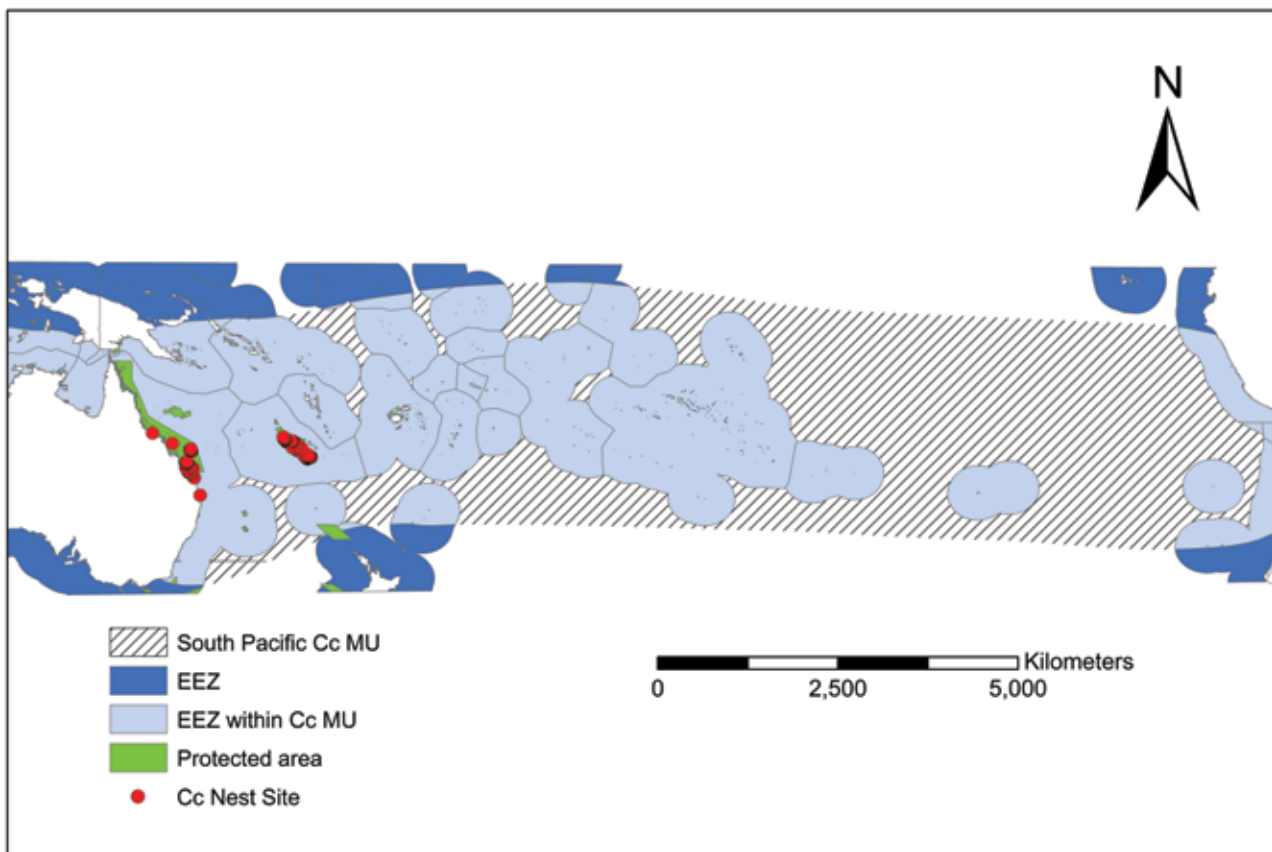 N
South Pacific Cc MU
EEZ
EEZ within Cc MU
Protected area
Cc Nest Site
Kilometers
0 2,500 5,000